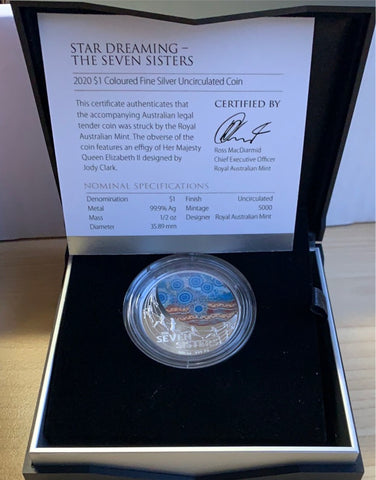 STAR DREAMING –
THE SEVEN SISTERS
2020 $1 Coloured Fine Silver Uncirculated Coin
This certificate authenticates that
the accompanying Australian legal
tender coin was struck by the Royal
Australian Mint. The obverse of the
coin features an effigy of Her Majesty
Queen Elizabeth II designed by
Jody Clark.
CERTIFIED BY
Ross MacDiarmid
Chief Executive Officer
Royal Australian Mint
NOMINAL SPECIFICATIONS
Denomination $1 Finish Uncirculated
Metal 99.9% Ag Mintage 5000
Mass 1/2 oz Designer Royal Australian Mint
Diameter 35.89 mm
SEVEN
SISTERS